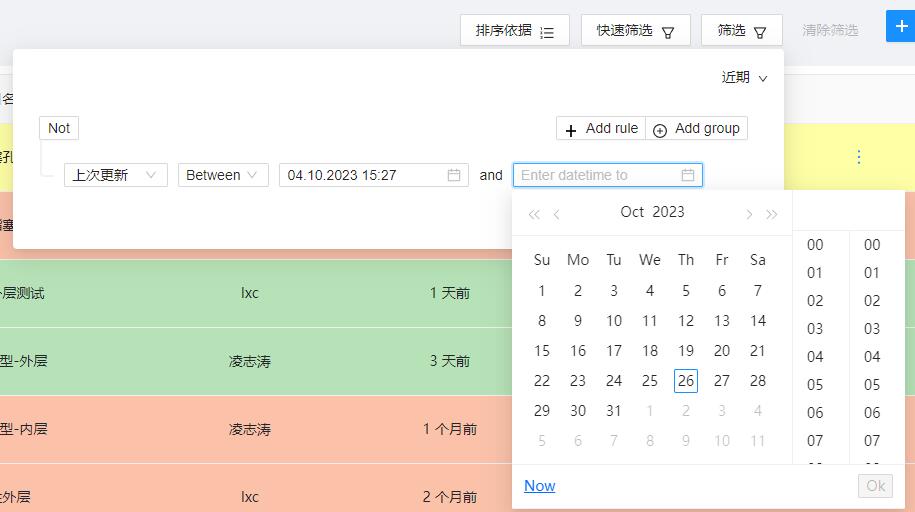 排序依据
快速筛选
筛选
清除筛选
近期
Not
Add rule
Add group
上次更新
Between
04.10.2023 15:27
and
Enter datetime to
Oct 2023
Su Mo Tu We Th Fr Sa
1 2 3 4 5 6 7
8 9 10 11 12 13 14
15 16 17 18 19 20 21
22 23 24 25 26 27 28
29 30 31 1 2 3 4
5 6 7 8 9 10 11
00 00
01 01
02 02
03 03
04 04
05 05
06 06
07 07
Now
Ok
层测试 lxc 1 天前
型-外层 凌志涛 3 天前
型-内层 凌志涛 1 个月前
外层 lxc 2 个月前